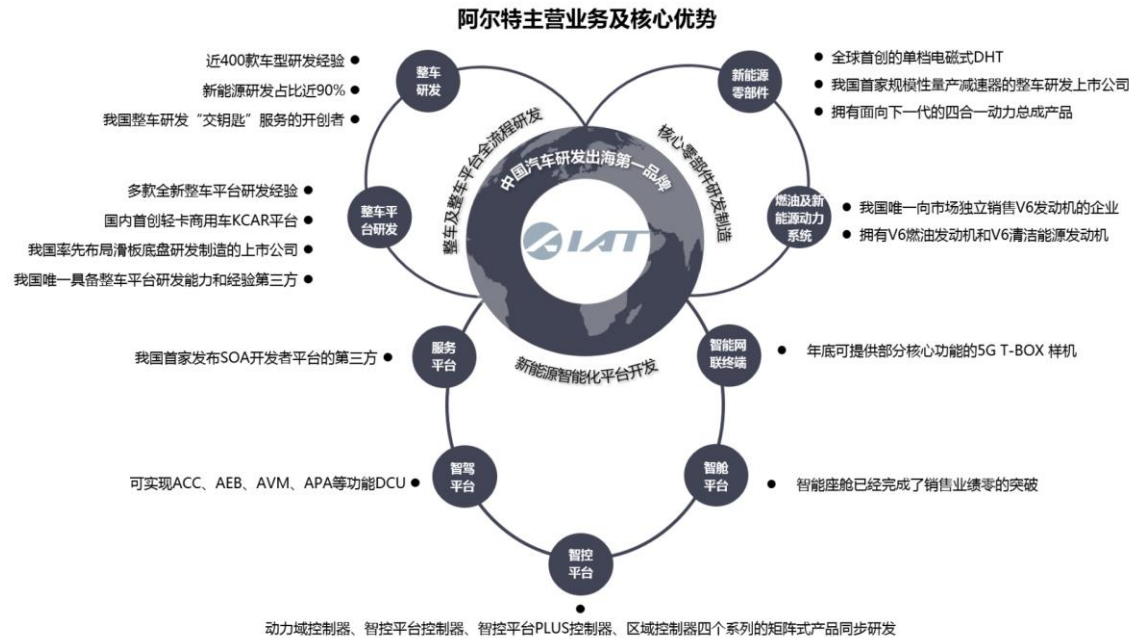 阿尔特主营业务及核心优势
近400款车型研发经验
新能源研发占比近90%
我国整车研发“交钥匙”服务的开创者
整车
研发
多款全新整车平台研发经验
国内首创轻卡商用车KCAR平台
我国率先布局滑板底盘研发制造的上市公司
我国唯一具备整车平台研发能力和经验第三方
整车平
台研发
整车及整车平台全流程研发
中国汽车研发出海第一品牌
IAT
核心零部件研发制造
新能源
零部件
全球首创的单档电磁式DHT
我国首家规模性量产减速器的整车研发上市公司
拥有面向下一代的四合一动力总成产品
燃油及新
能源动力
系统
我国唯一向市场独立销售V6发动机的企业
拥有V6燃油发动机和V6清洁能源发动机
新能源智能化平台开发
我国首家发布SOA开发者平台的第三方
服务
平台
智能网
联终端
年底可提供部分核心功能的5G T-BOX 样机
可实现ACC、AEB、AVM、APA等功能DCU
智驾
平台
智舱
平台
智能座舱已经完成了销售业绩零的突破
智控
平台
动力域控制器、智控平台控制器、智控平台PLUS控制器、区域控制器四个系列的矩阵式产品同步研发